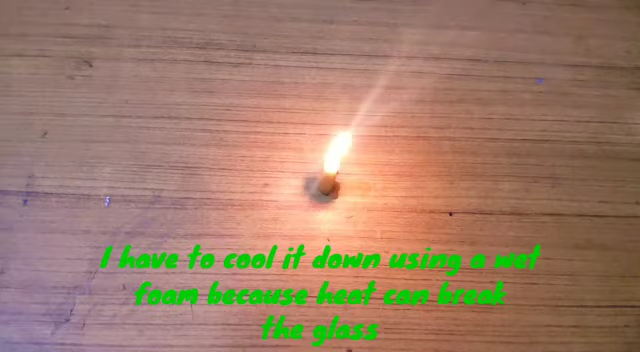 I have to cool it down using a wet
foam because heat can break
the glass